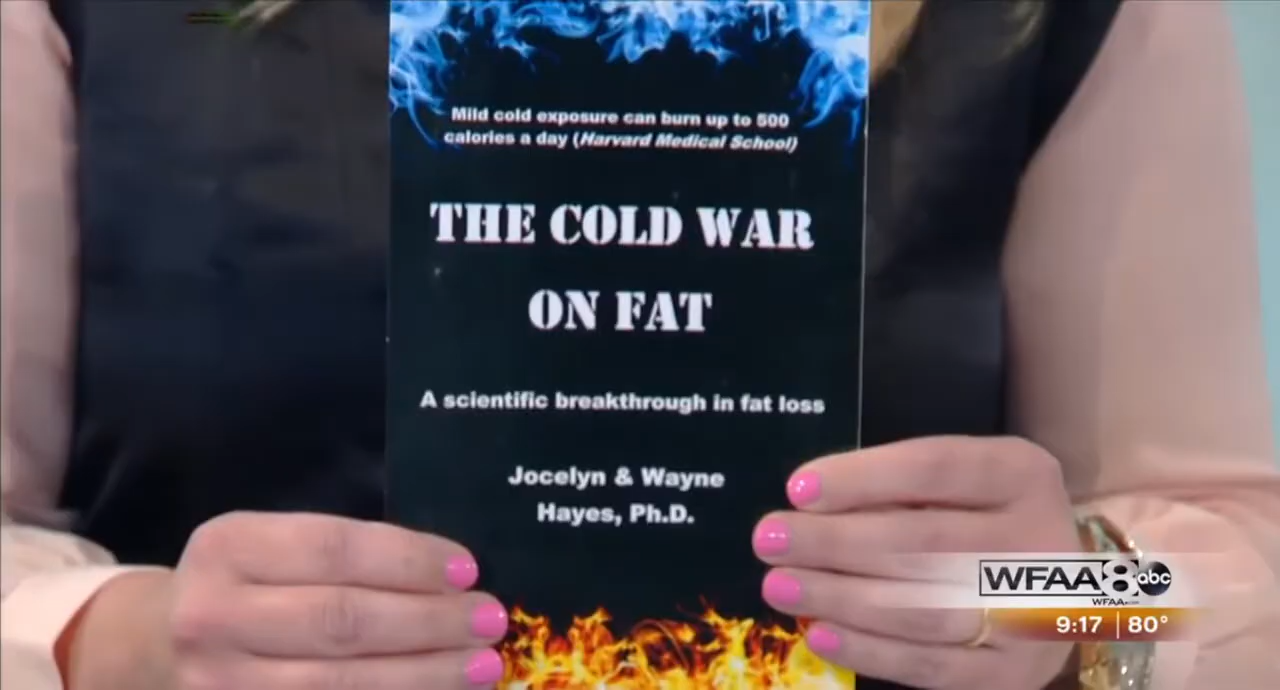 Mild cold exposure can burn up to 500
calories a day (Harvard Medical School)
THE COLD WAR
ON FAT
A scientific breakthrough in fat loss
Jocelyn & Wayne
Hayes, Ph.D.
WFAA 8 abc
WFAA.com
9:17 | 80°